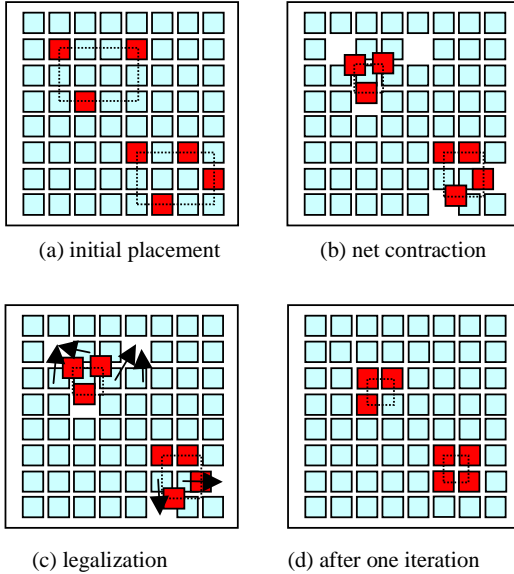 (a) initial placement
(b) net contraction
(c) legalization
(d) after one iteration